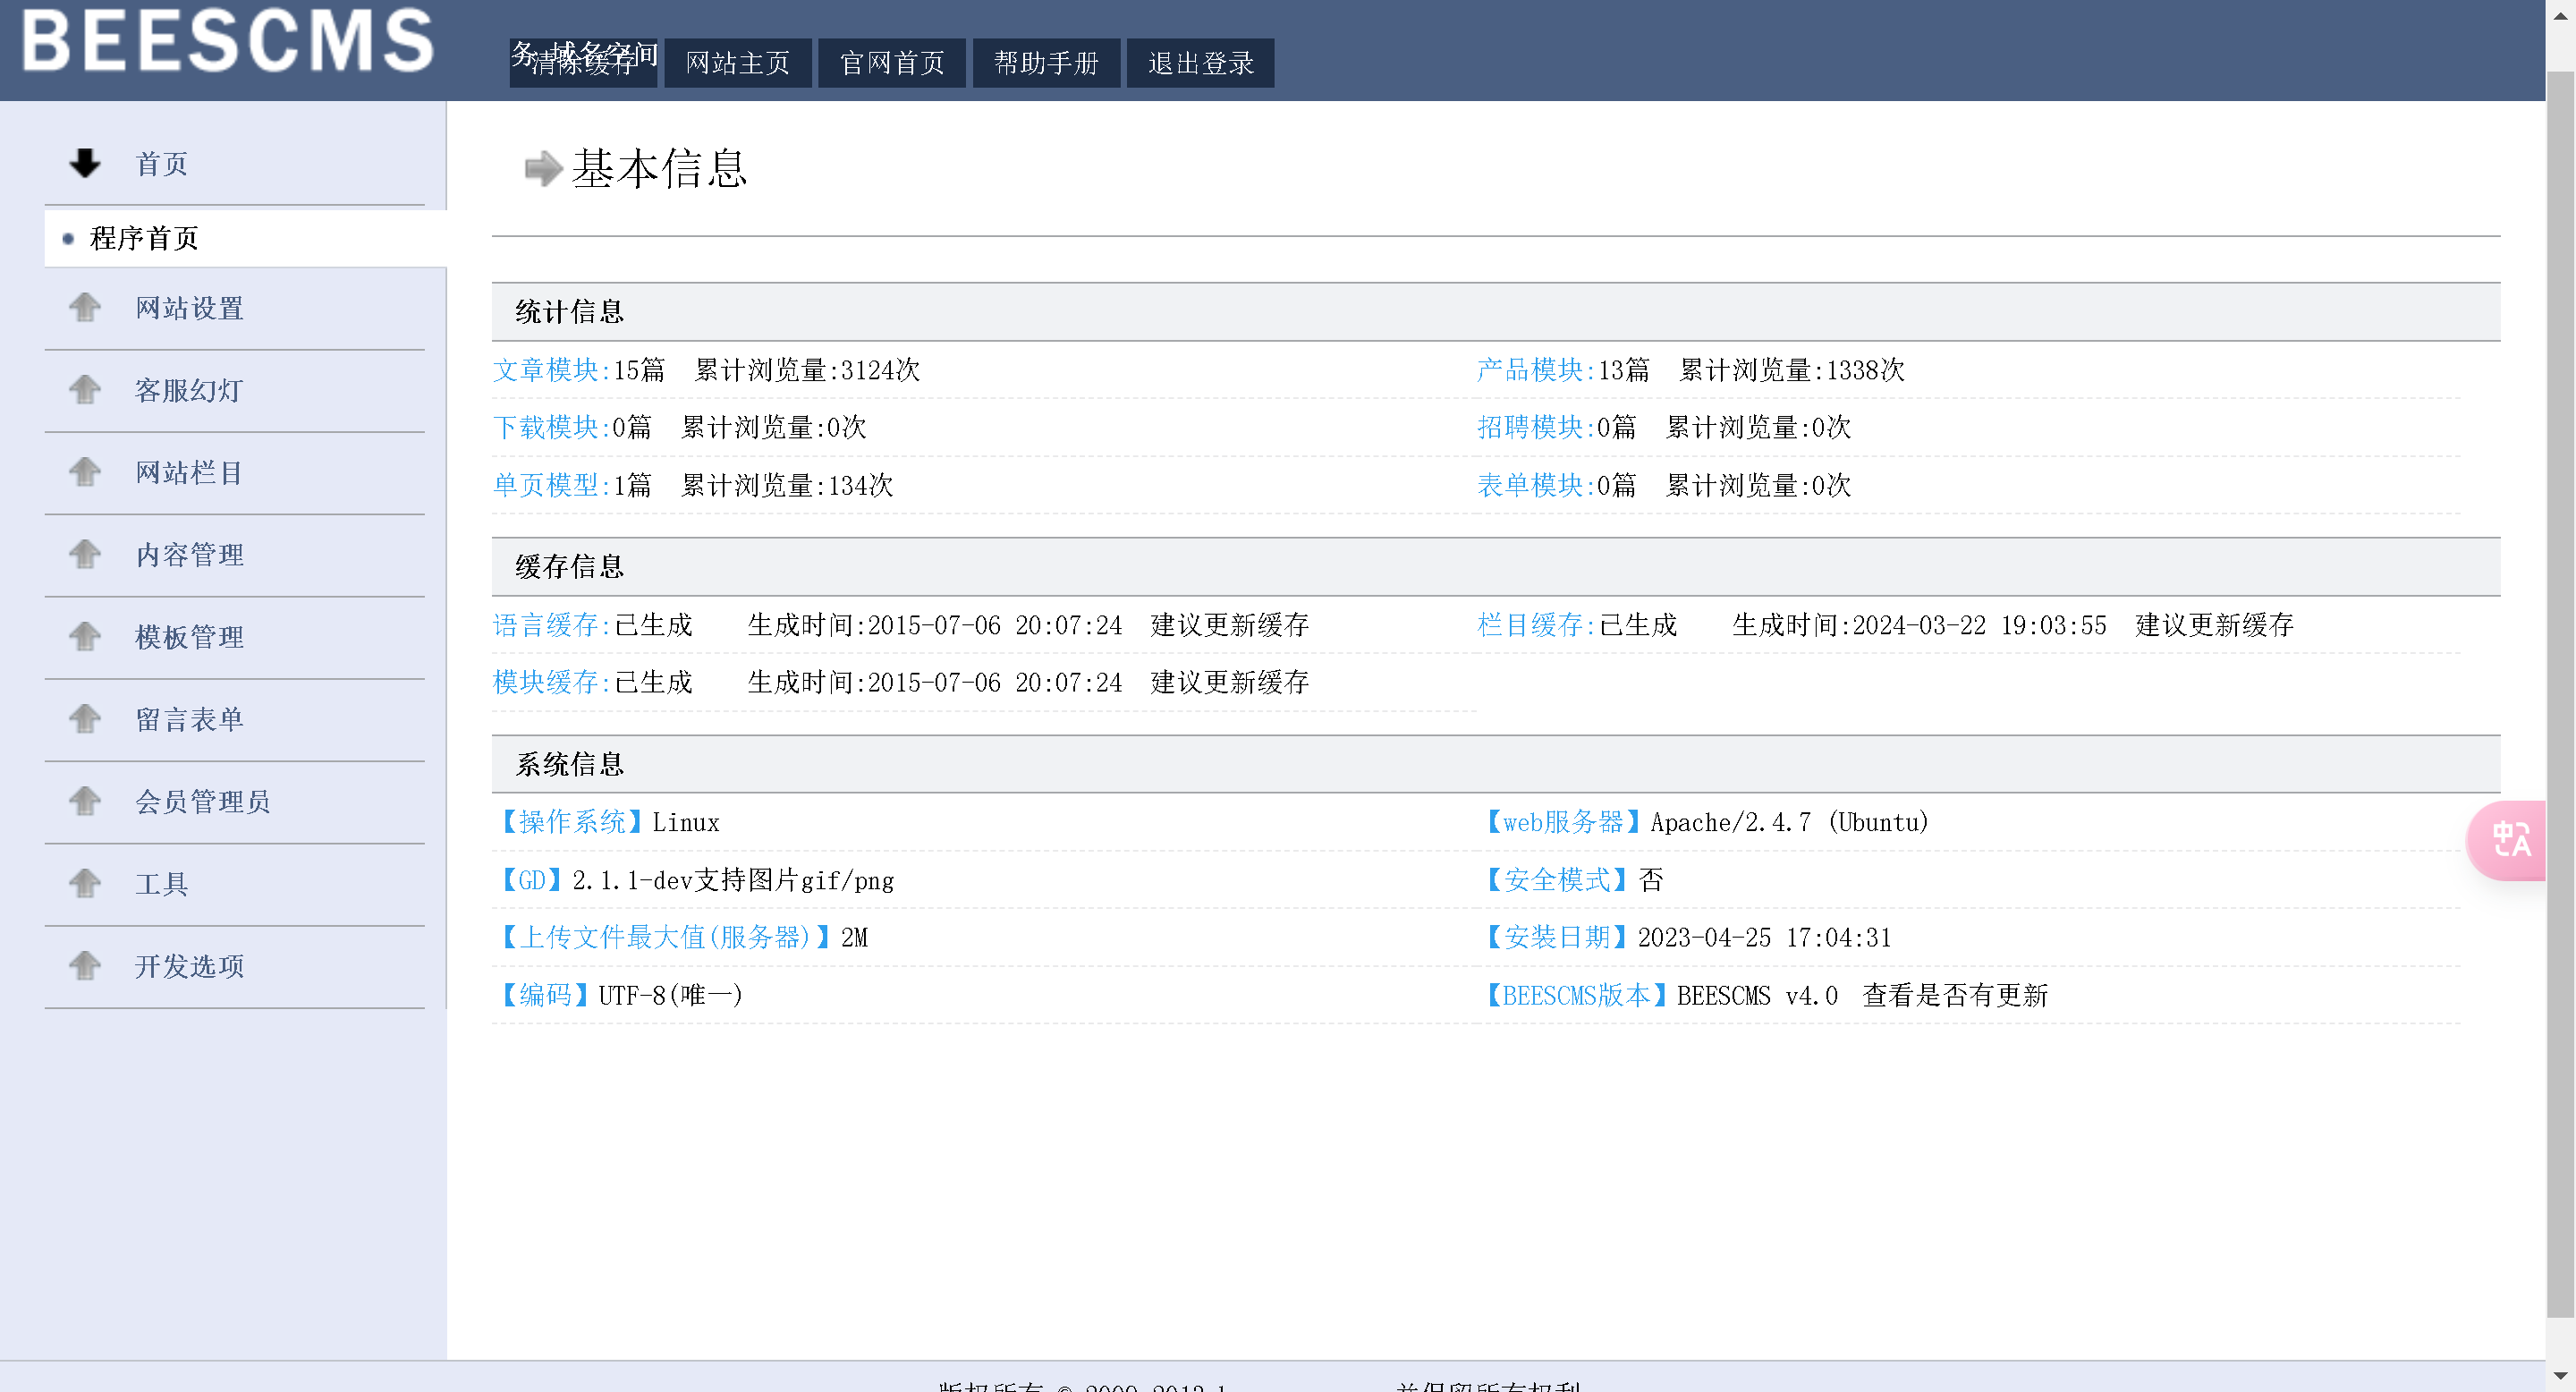 BEESCMS
务 域名空间
清除缓存 网站主页 官网首页 帮助手册 退出登录
首页
程序首页
网站设置
客服幻灯
网站栏目
内容管理
模板管理
留言表单
会员管理员
工具
开发选项
基本信息
统计信息
文章模块:15篇 累计浏览量:3124次 产品模块:13篇 累计浏览量:1338次
下载模块:0篇 累计浏览量:0次 招聘模块:0篇 累计浏览量:0次
单页模型:1篇 累计浏览量:134次 表单模块:0篇 累计浏览量:0次
缓存信息
语言缓存:已生成 生成时间:2015-07-06 20:07:24 建议更新缓存 栏目缓存:已生成 生成时间:2024-03-22 19:03:55 建议更新缓存
模块缓存:已生成 生成时间:2015-07-06 20:07:24 建议更新缓存
系统信息
【操作系统】Linux 【web服务器】Apache/2.4.7 (Ubuntu)
【GD】2.1.1-dev支持图片gif/png 【安全模式】否
【上传文件最大值(服务器)】2M 【安装日期】2023-04-25 17:04:31
【编码】UTF-8(唯一) 【BEESCMS版本】BEESCMS v4.0 查看是否有更新